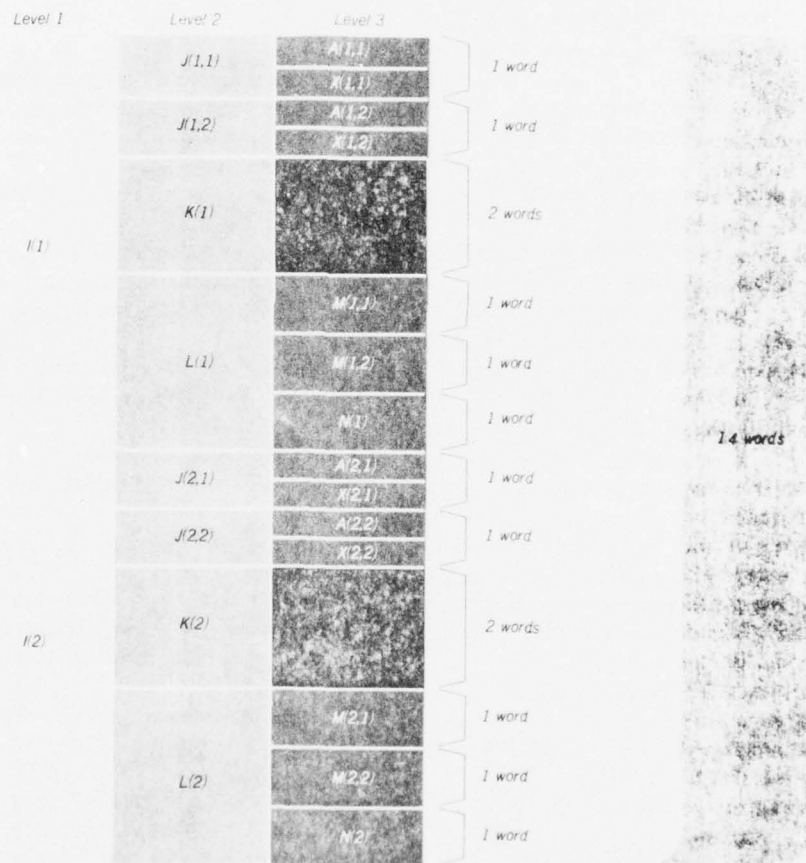 Level 1 Level 2 Level 3
A(1,1)
J(1,1) 1 word
X(1,1)
A(1,2)
J(1,2) 1 word
X(1,2)
K(1) 2 words
I(1)
M(1,1) 1 word
L(1) M(1,2) 1 word
N(1) 1 word
14 words
A(2,1)
J(2,1) 1 word
X(2,1)
A(2,2)
J(2,2) 1 word
X(2,2)
K(2) 2 words
I(2)
M(2,1) 1 word
L(2) M(2,2) 1 word
N(2) 1 word